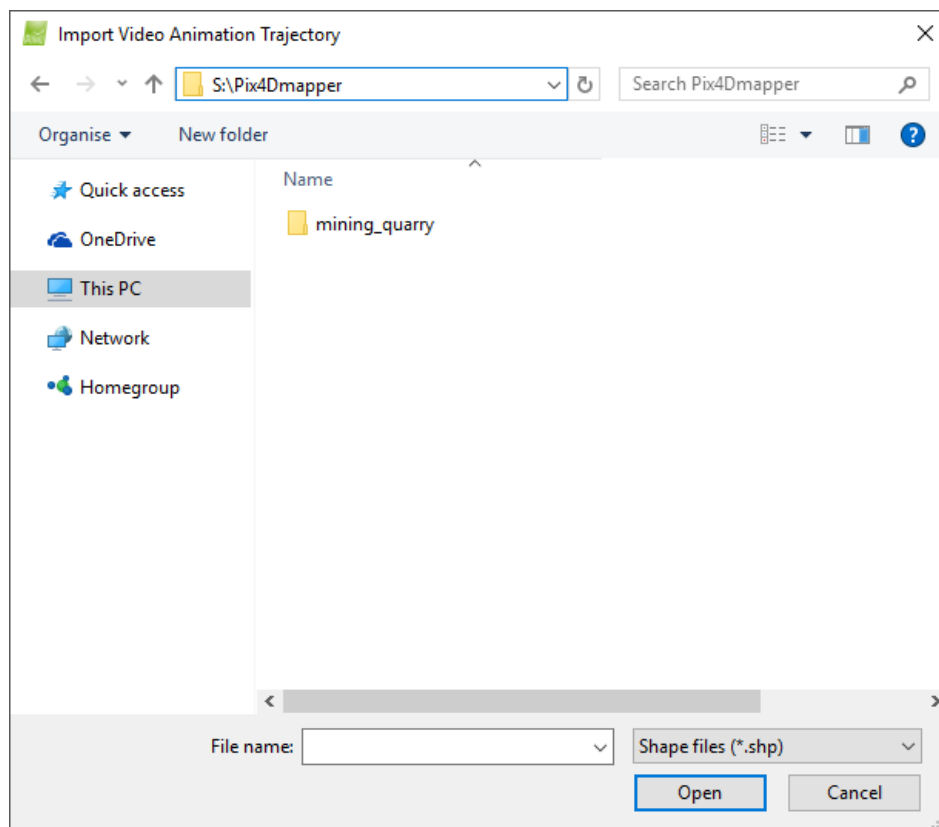 Import Video Animation Trajectory
S:\Pix4Dmapper
Search Pix4Dmapper
Organise
New folder
?
Quick access
OneDrive
This PC
Network
Homegroup
Name
mining_quarry
File name:
Shape files (*.shp)
Open
Cancel